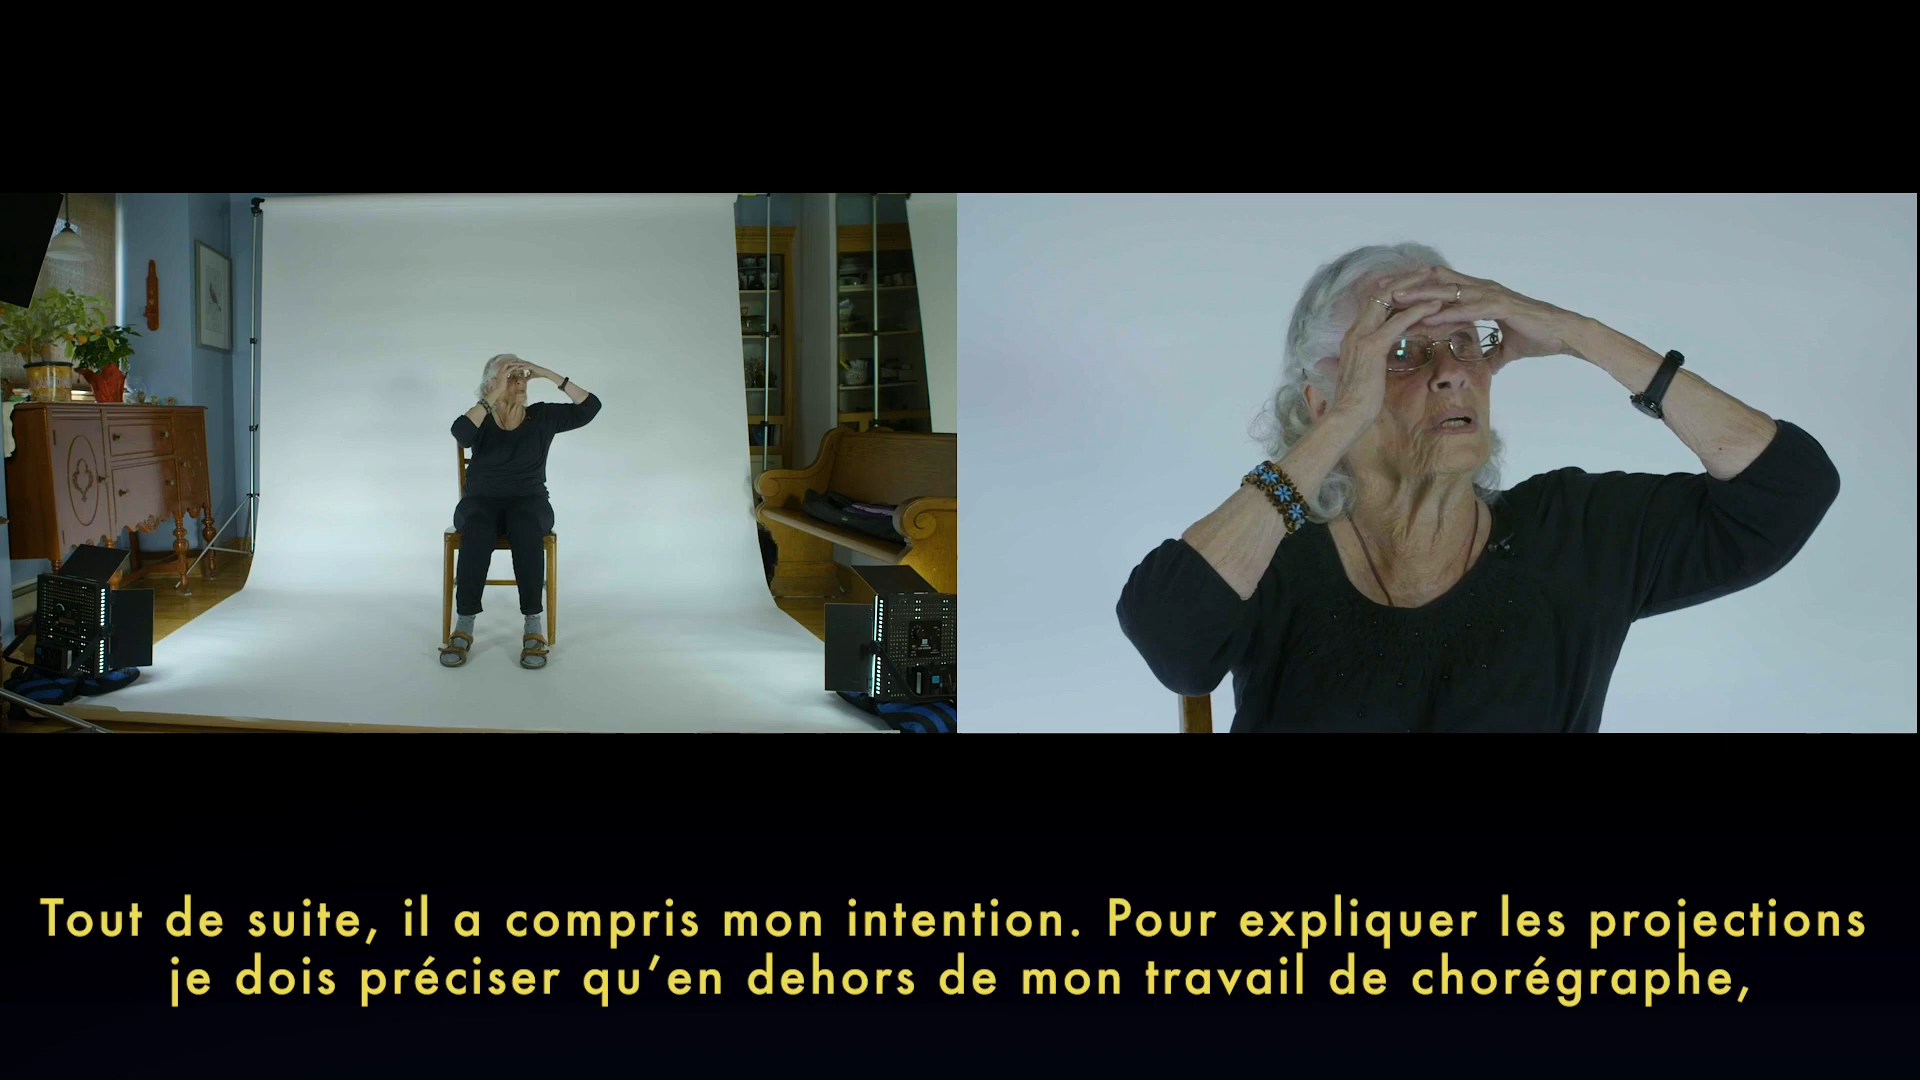 Tout de suite, il a compris mon intention. Pour expliquer les projections
je dois préciser qu’en dehors de mon travail de chorégraphe,